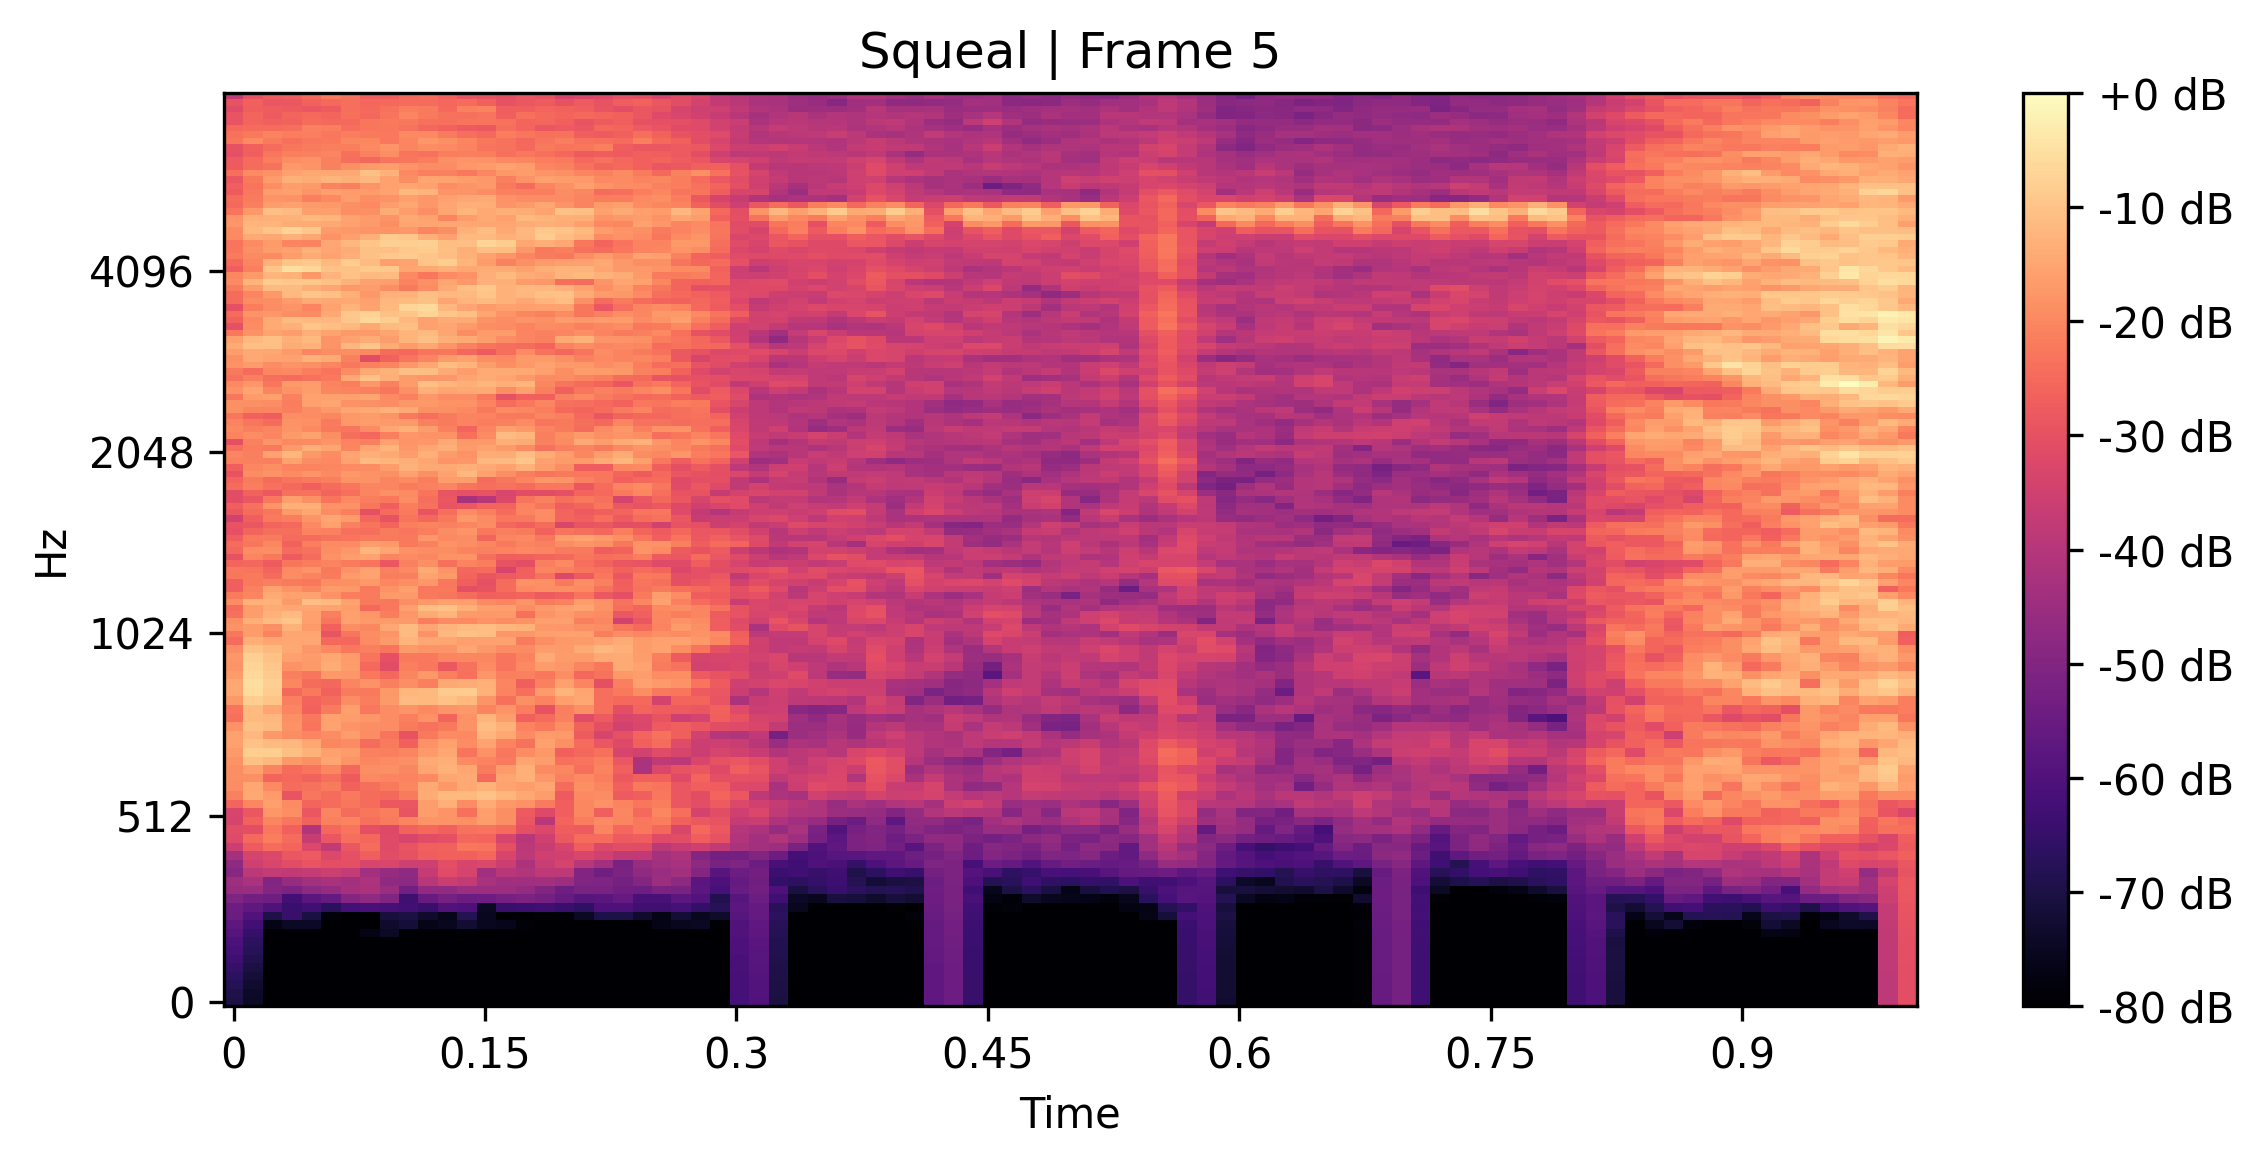 Squeal | Frame 5
Hz
4096
2048
1024
512
0
0 0.15 0.3 0.45 0.6 0.75 0.9
Time
+0 dB
-10 dB
-20 dB
-30 dB
-40 dB
-50 dB
-60 dB
-70 dB
-80 dB